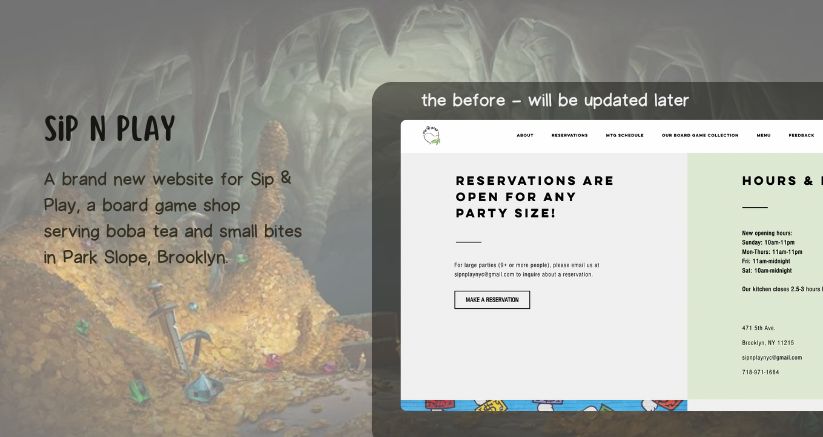 SiP N PLAY
A brand new website for Sip &
Play, a board game shop
serving boba tea and small bites
in Park Slope, Brooklyn.
the before – will be updated later
ABOUT RESERVATIONS MTG SCHEDULE OUR BOARD GAME COLLECTION MENU FEEDBACK
RESERVATIONS ARE
OPEN FOR ANY
PARTY SIZE!
For large parties (9+ or more people), please email us at
sipnplaynyc@gmail.com to inquire about a reservation.
MAKE A RESERVATION
HOURS &
New opening hours:
Sunday: 10am-11pm
Mon-Thurs: 11am-11pm
Fri: 11am-midnight
Sat: 10am-midnight
Our kitchen closes 2.5-3 hours
471 5th Ave.
Brooklyn, NY 11215
sipnplaynyc@gmail.com
718-971-1684